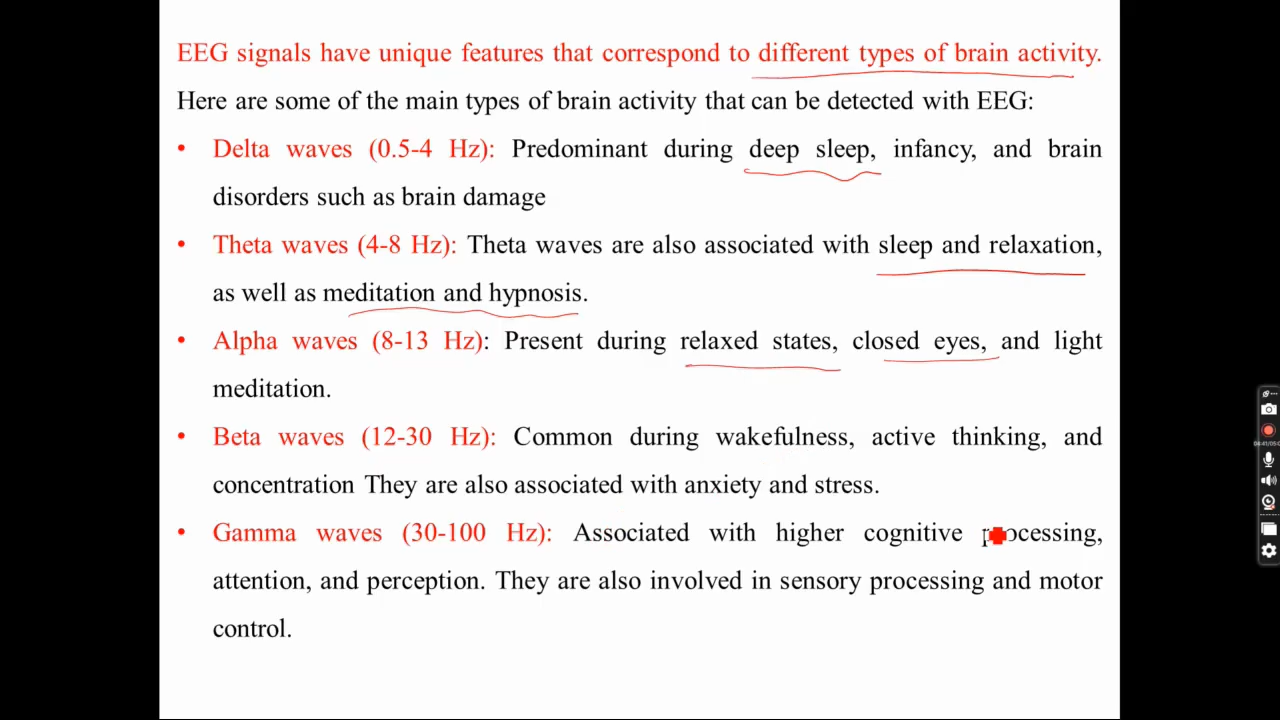 EEG signals have unique features that correspond to different types of brain activity.
Here are some of the main types of brain activity that can be detected with EEG:
• Delta waves (0.5-4 Hz): Predominant during deep sleep, infancy, and brain
disorders such as brain damage
• Theta waves (4-8 Hz): Theta waves are also associated with sleep and relaxation,
as well as meditation and hypnosis.
• Alpha waves (8-13 Hz): Present during relaxed states, closed eyes, and light
meditation.
• Beta waves (12-30 Hz): Common during wakefulness, active thinking, and
concentration They are also associated with anxiety and stress.
• Gamma waves (30-100 Hz): Associated with higher cognitive processing,
attention, and perception. They are also involved in sensory processing and motor
control.